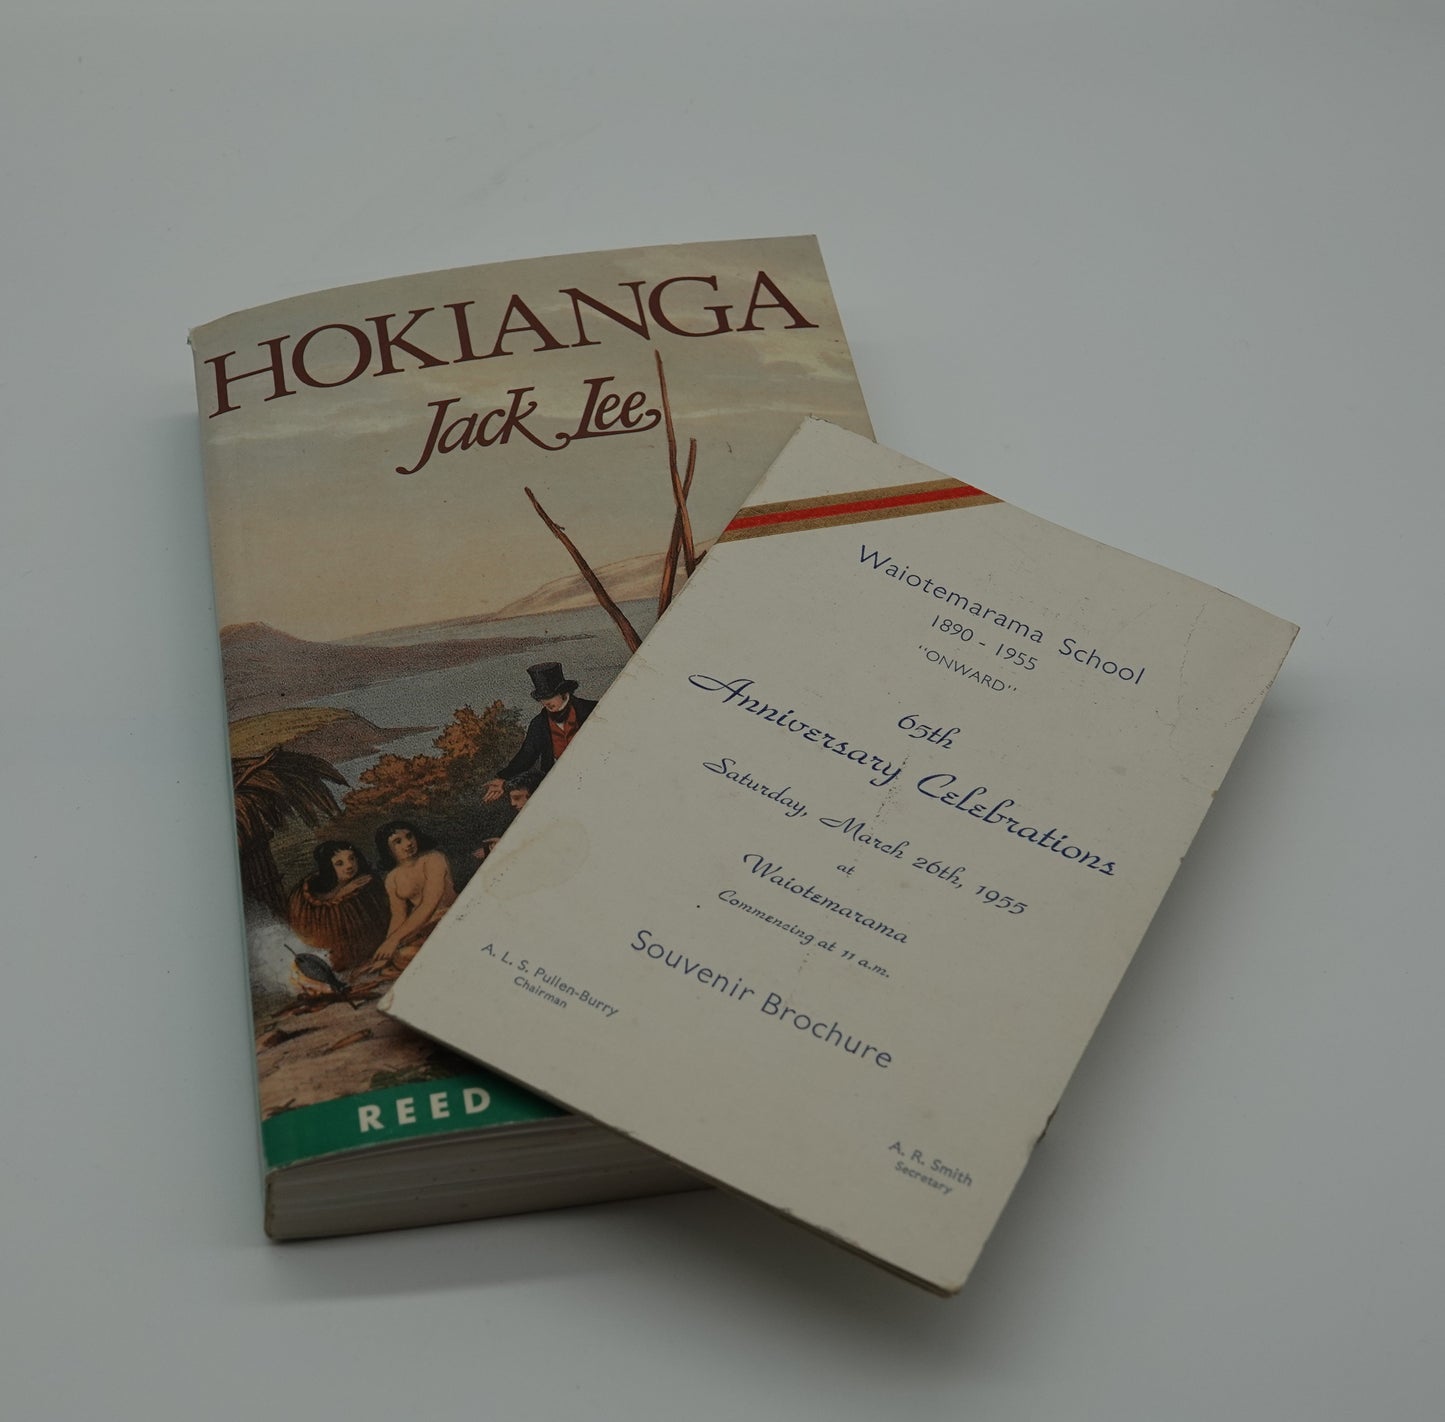 HOKIANGA
Jack Lee
REED
Waiotemarama School
1890 - 1955
"ONWARD"
65th
Anniversary Celebrations
Saturday, March 26th, 1955
at
Waiotemarama
Commencing at 11 a.m.
Souvenir Brochure
A. L. S. Pullen-Burry
Chairman
A. R. Smith
Secretary